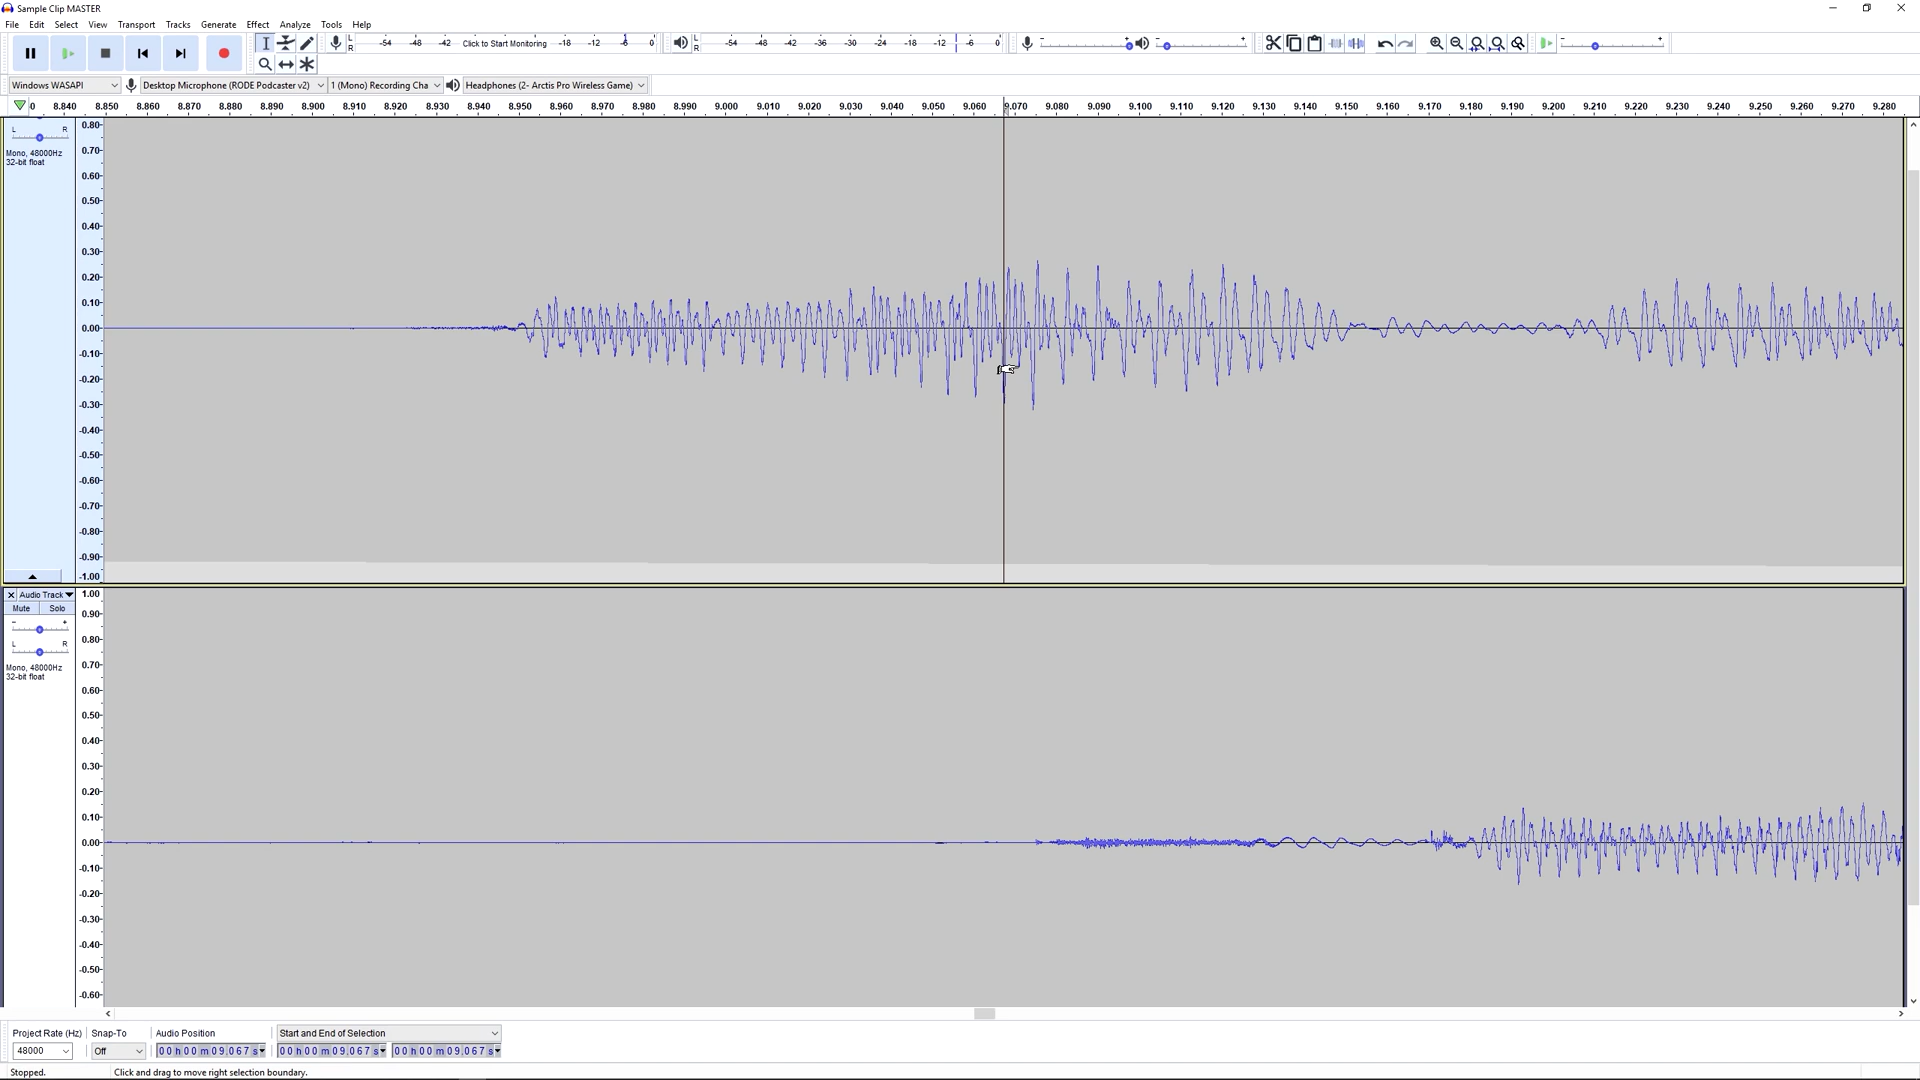 Sample Clip MASTER
File Edit Select View Transport Tracks Generate Effect Analyze Tools Help
L R -54 -48 -42 Click to Start Monitoring -18 -12 -6 0 L R -54 -48 -42 -36 -30 -24 -18 -12 -6 0
Windows WASAPI Desktop Microphone (RODE Podcaster v2) 1 (Mono) Recording Cha Headphones (2- Arctis Pro Wireless Game)
0 8.840 8.850 8.860 8.870 8.880 8.890 8.900 8.910 8.920 8.930 8.940 8.950 8.960 8.970 8.980 8.990 9.000 9.010 9.020 9.030 9.040 9.050 9.060 9.070 9.080 9.090 9.100 9.110 9.120 9.130 9.140 9.150 9.160 9.170 9.180 9.190 9.200 9.210 9.220 9.230 9.240 9.250 9.260 9.270 9.280
L R
Mono, 48000Hz
32-bit float
0.80
0.70
0.60
0.50
0.40
0.30
0.20
0.10
0.00
-0.10
-0.20
-0.30
-0.40
-0.50
-0.60
-0.70
-0.80
-0.90
-1.00
Audio Track
Mute Solo
- +
L R
Mono, 48000Hz
32-bit float
1.00
0.90
0.80
0.70
0.60
0.50
0.40
0.30
0.20
0.10
0.00
-0.10
-0.20
-0.30
-0.40
-0.50
-0.60
Project Rate (Hz) Snap-To Audio Position Start and End of Selection
48000 Off 00 h 00 m 09.067 s 00 h 00 m 09.067 s 00 h 00 m 09.067 s
Stopped. Click and drag to move right selection boundary.